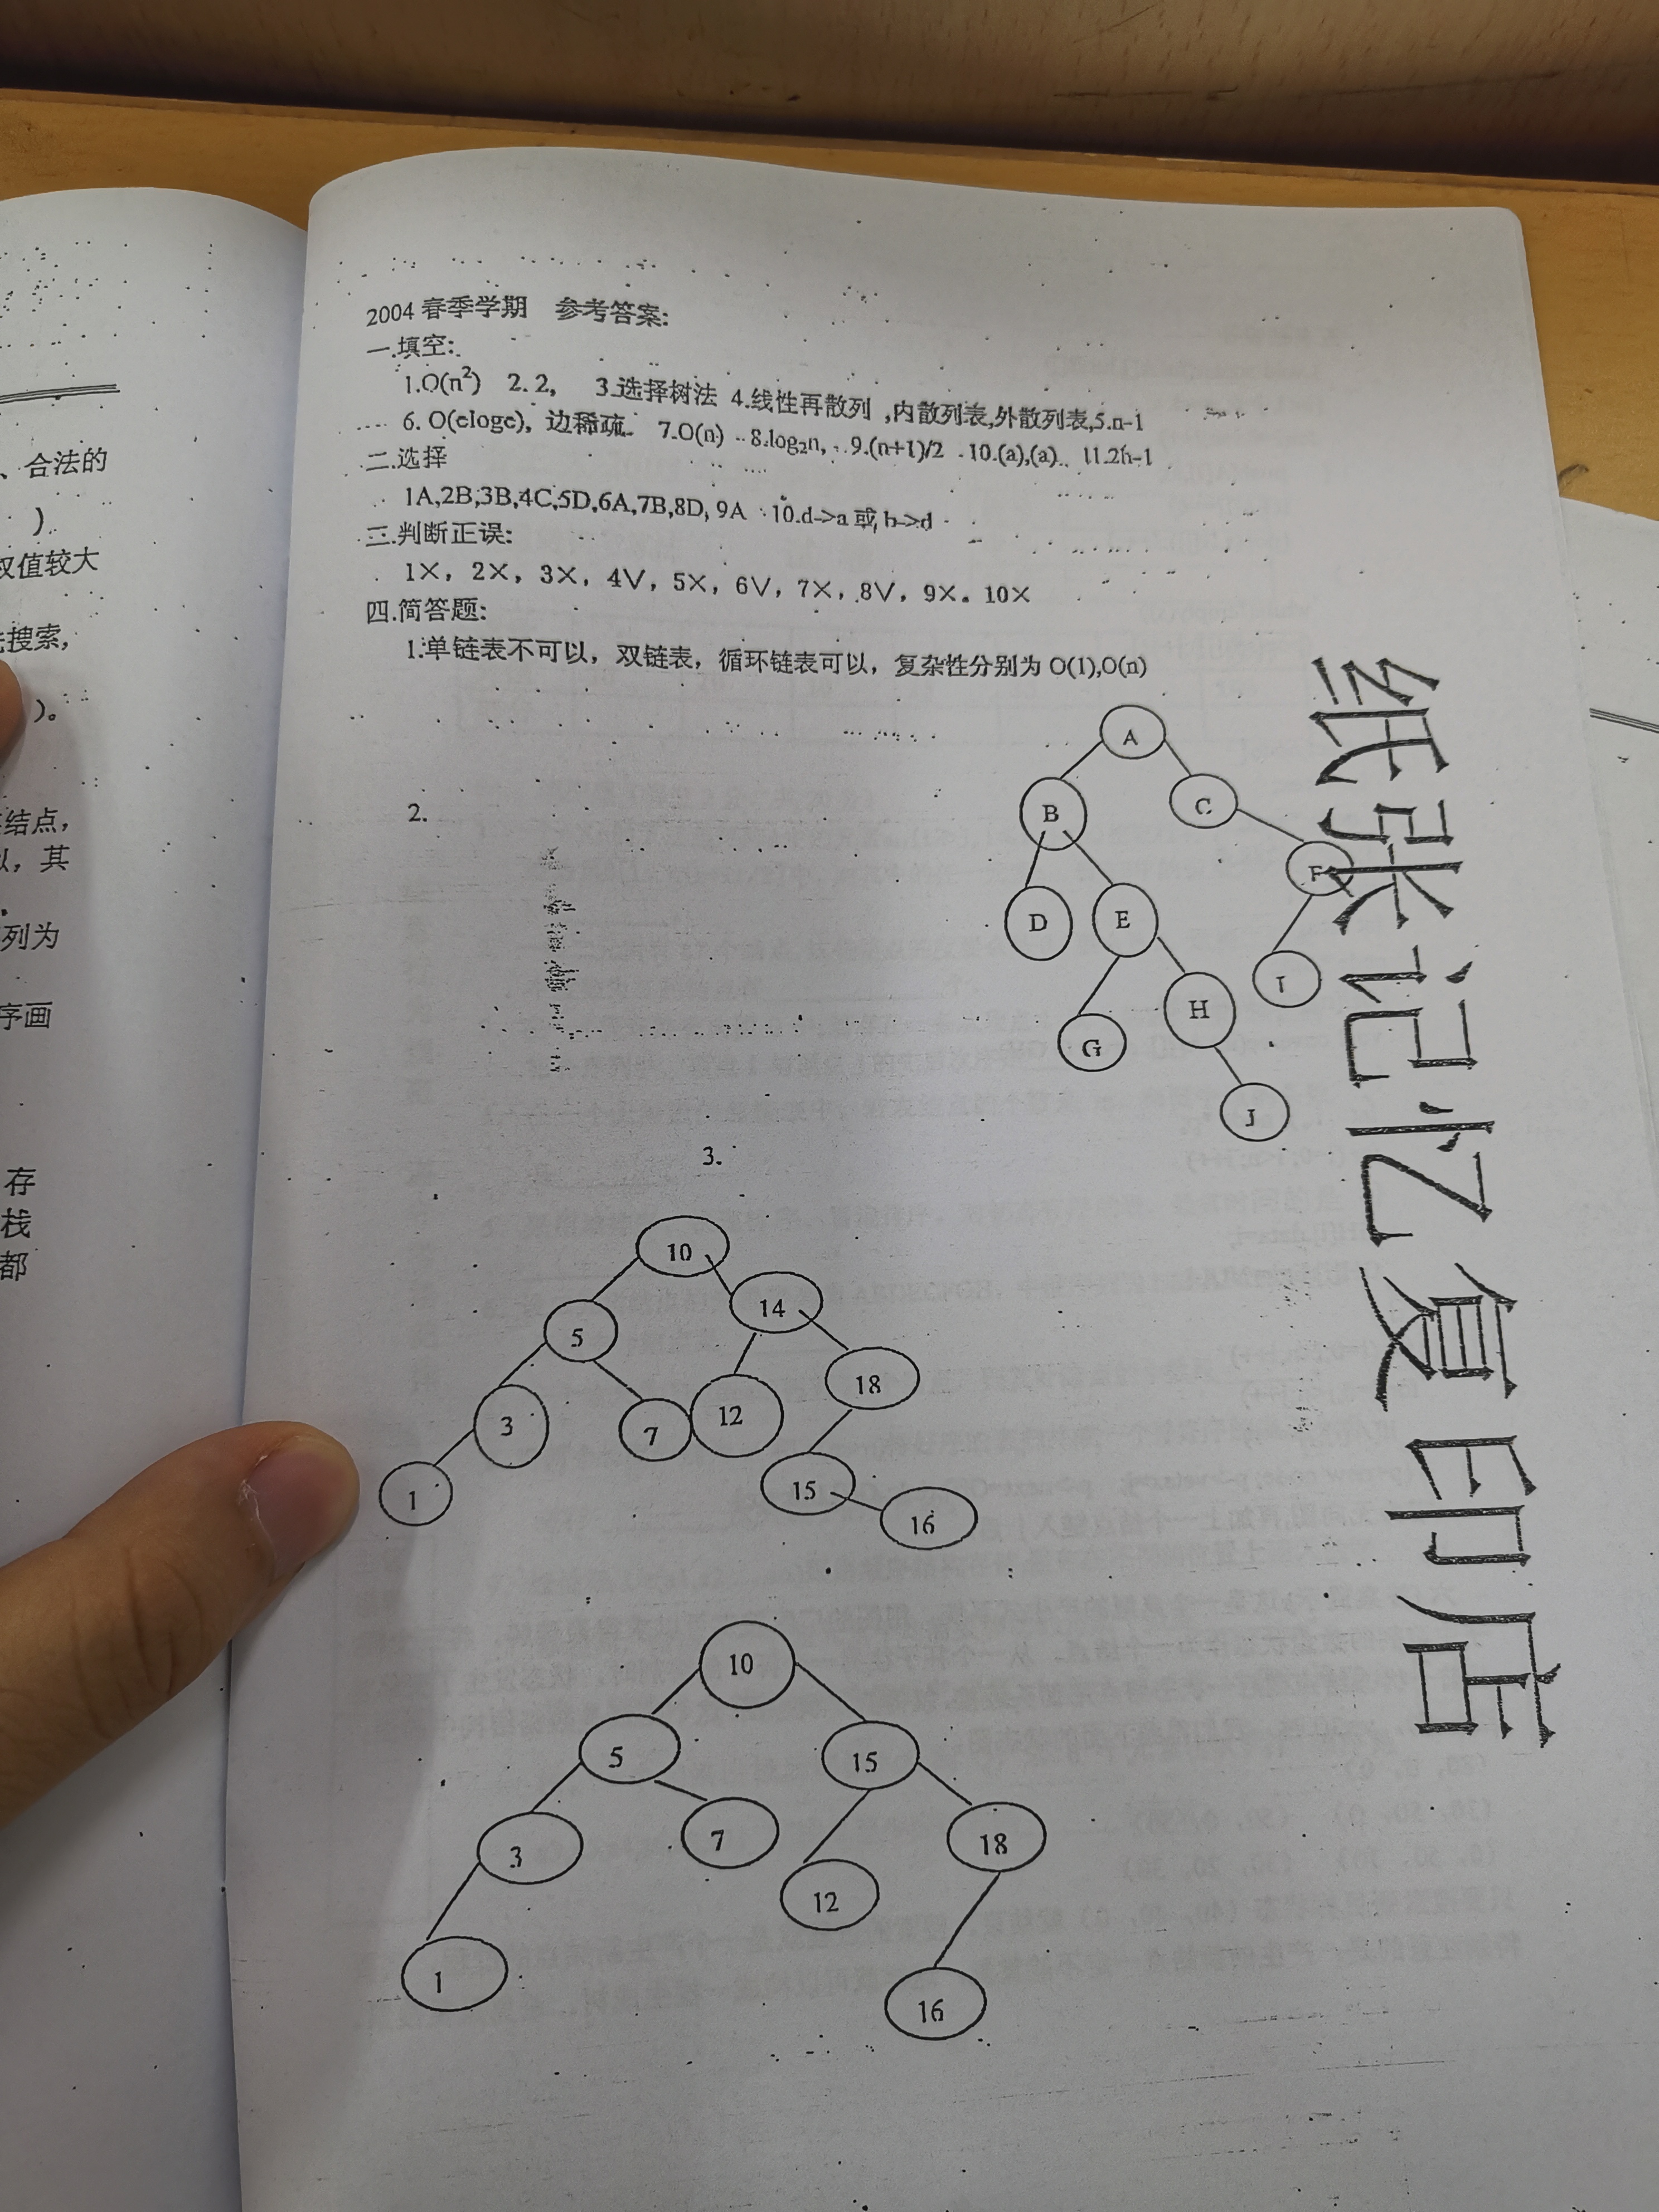 、合法的
)
权值较大
搜索,
)。
结点,
以,其
列为
序画
存
栈
都
2004 春季学期 参考答案:
一.填空:
1.O(n²) 2.2, 3.选择树法 4.线性再散列 ,内散列表,外散列表,5.n-1
6. O(eloge), 边稀疏. 7.O(n) 8.log₂n, 9.(n+1)/2 10.(a),(a) 11.2h-1
二.选择
1A,2B,3B,4C,5D,6A,7B,8D, 9A 10.d->a 或 b->d
三.判断正误:
1×, 2×, 3×, 4√, 5×, 6√, 7×, 8√, 9×. 10×
四.简答题:
1.单链表不可以, 双链表, 循环链表可以, 复杂性分别为 O(1),O(n)
2.
A
B C
F
D E
I
H
G
J
3.
10
14
5
18
3 7 12
1 15
16
10
5 15
3 7 18
12
1
16
纸张记忆复印店